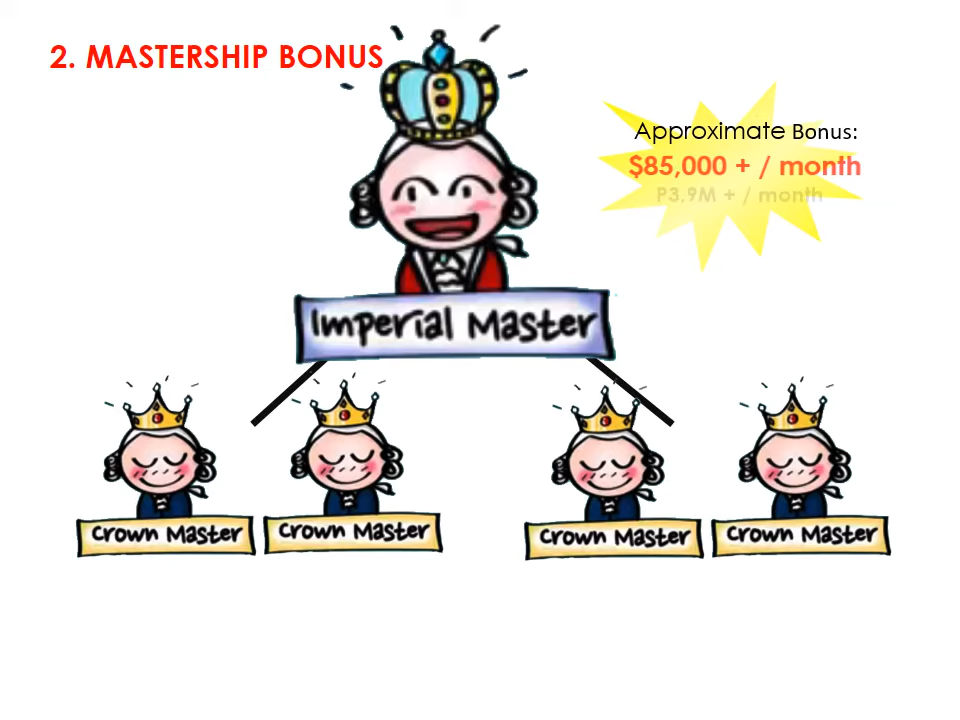 2. MASTERSHIP BONUS
Approximate Bonus:
$85,000 + / month
P3.9M + / month
Imperial Master
Crown Master
Crown Master
Crown Master
Crown Master